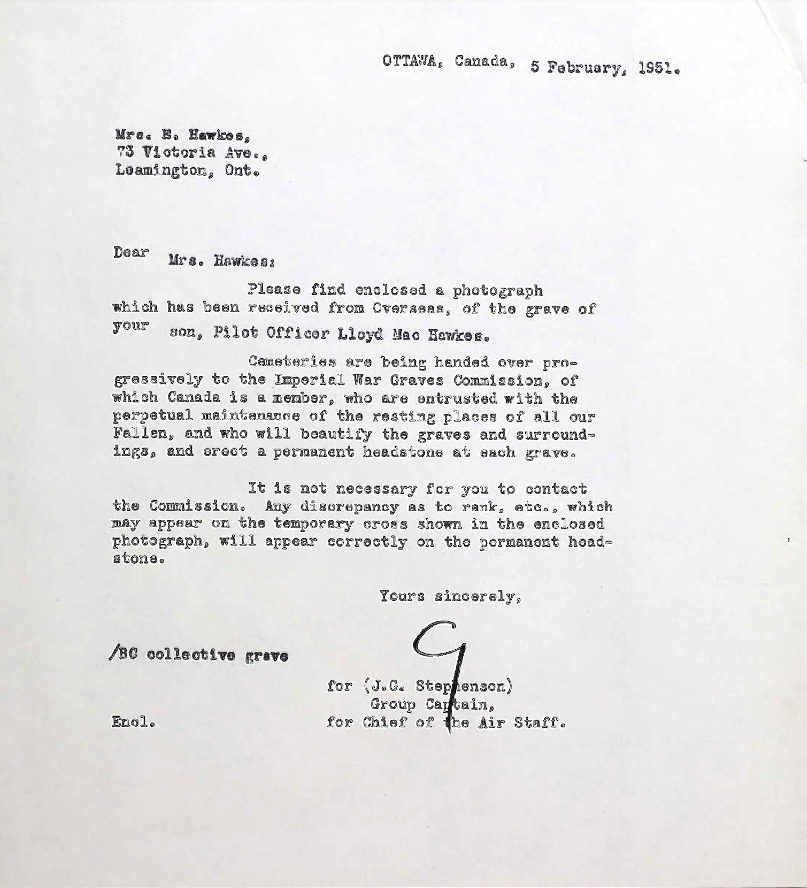 OTTAWA, Canada, 5 February, 1951.
Mrs. E. Hawkes,
73 Victoria Ave.,
Leamington, Ont.
Dear Mrs. Hawkes:
Please find enclosed a photograph
which has been received from Overseas, of the grave of
your son, Pilot Officer Lloyd Mac Hawkes.
Cemeteries are being handed over pro-
gressively to the Imperial War Graves Commission, of
which Canada is a member, who are entrusted with the
perpetual maintenance of the resting places of all our
Fallen, and who will beautify the graves and surround-
ings, and erect a permanent headstone at each grave.
It is not necessary for you to contact
the Commission. Any discrepancy as to rank, etc., which
may appear on the temporary cross shown in the enclosed
photograph, will appear correctly on the permanent head-
stone.
Yours sincerely,
/BC collective grave
for (J.G. Stephenson)
Group Captain,
Encl.
for Chief of the Air Staff.